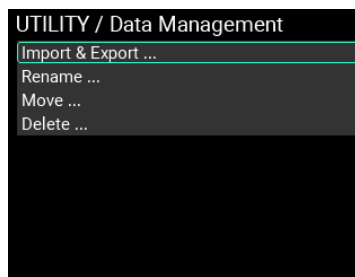 UTILITY / Data Management
Import & Export ...
Rename ...
Move ...
Delete ...